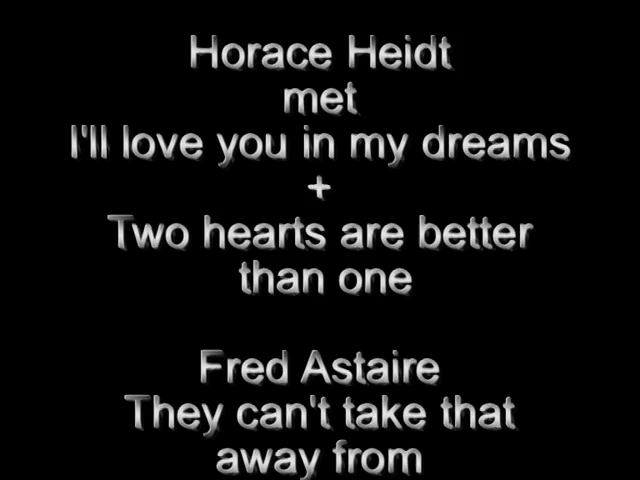 Horace Heidt
met
I'll love you in my dreams
+
Two hearts are better
than one
Fred Astaire
They can't take that
away from